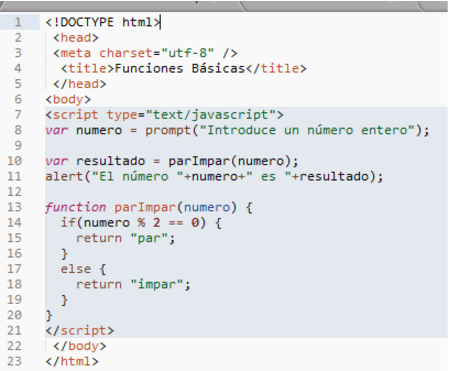 1 <!DOCTYPE html>
2 <head>
3 <meta charset="utf-8" />
4 <title>Funciones Básicas</title>
5 </head>
6 <body>
7 <script type="text/javascript">
8 var numero = prompt("Introduce un número entero");
9
10 var resultado = parImpar(numero);
11 alert("El número "+numero+" es "+resultado);
12
13 function parImpar(numero) {
14 if(numero % 2 == 0) {
15 return "par";
16 }
17 else {
18 return "impar";
19 }
20 }
21 </script>
22 </body>
23 </html>